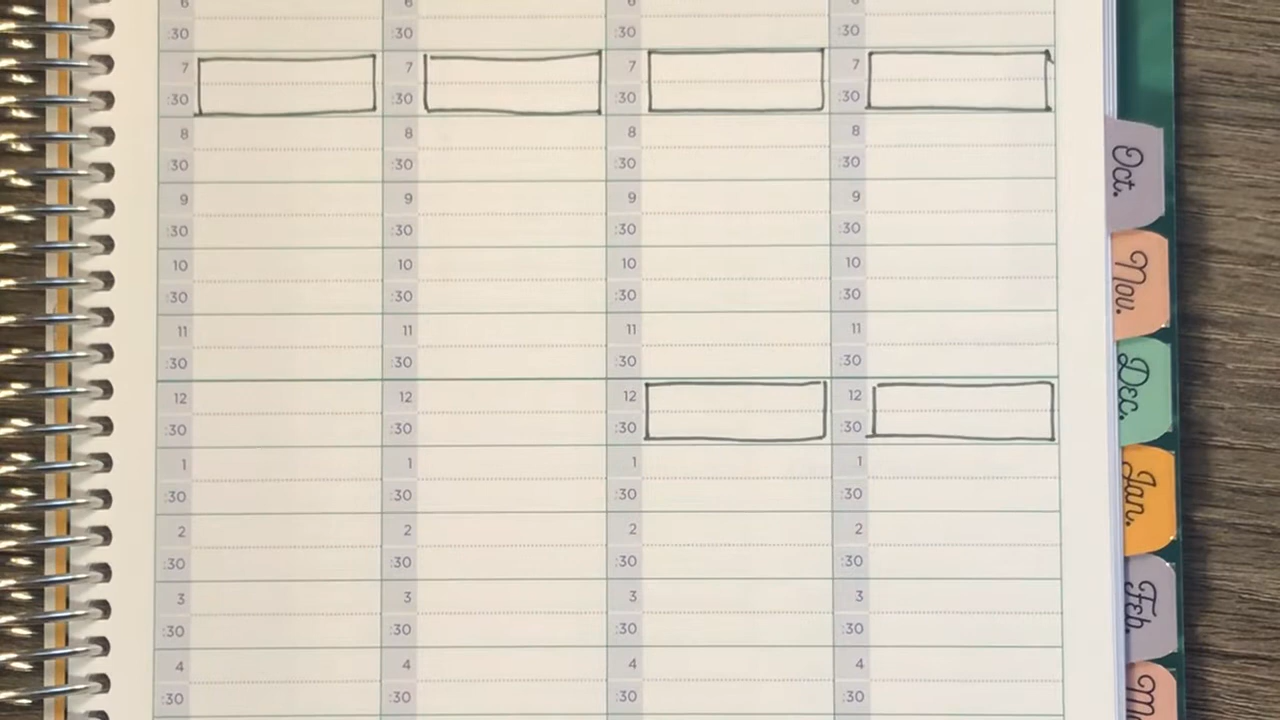 6 6 6 6
:30 :30 :30 :30
7 7 7 7
:30 :30 :30 :30
8 8 8 8
:30 :30 :30 :30
9 9 9 9
:30 :30 :30 :30
10 10 10 10
:30 :30 :30 :30
11 11 11 11
:30 :30 :30 :30
12 12 12 12
:30 :30 :30 :30
1 1 1 1
:30 :30 :30 :30
2 2 2 2
:30 :30 :30 :30
3 3 3 3
:30 :30 :30 :30
4 4 4 4
:30 :30 :30 :30
Oct.
Nov.
Dec.
Jan.
Feb.